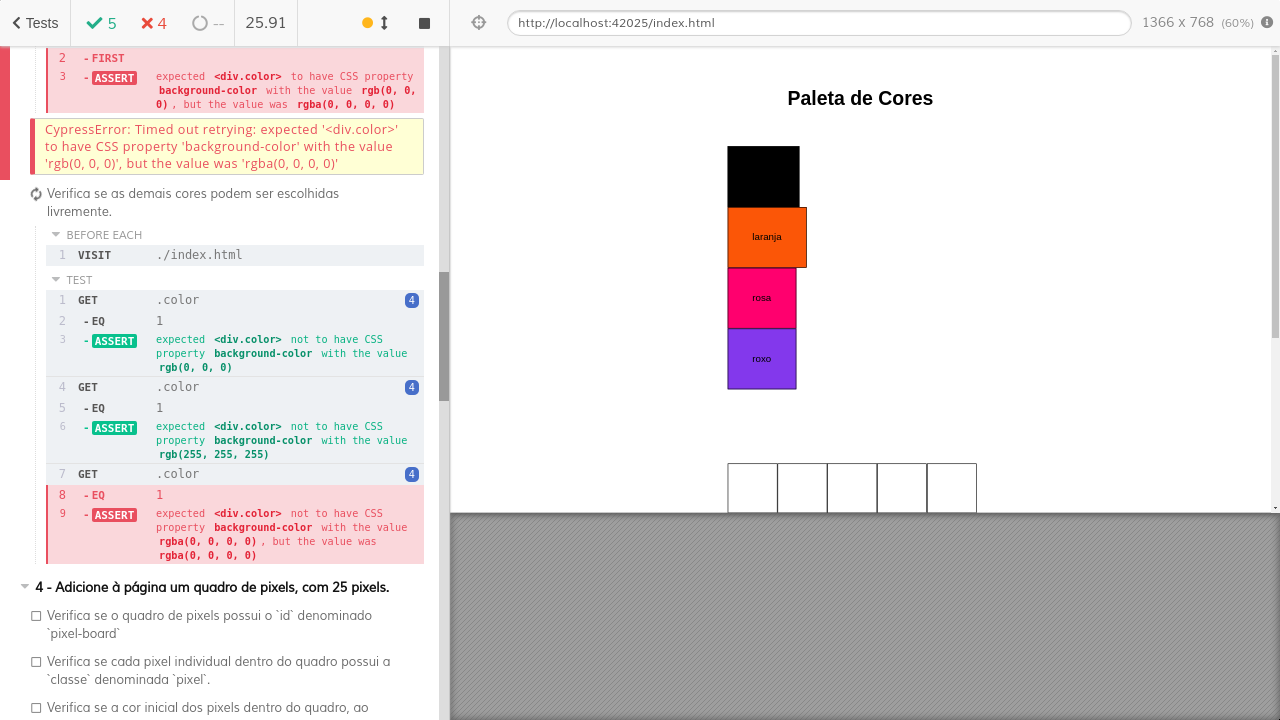 Tests 5 4 -- 25.91
http://localhost:42025/index.html 1366 x 768 (60%)
2 - FIRST
3 - ASSERT expected <div.color> to have CSS property
background-color with the value rgb(0, 0,
0) , but the value was rgba(0, 0, 0, 0)
CypressError: Timed out retrying: expected '<div.color>'
to have CSS property 'background-color' with the value
'rgb(0, 0, 0)', but the value was 'rgba(0, 0, 0, 0)'
Verifica se as demais cores podem ser escolhidas
livremente.
BEFORE EACH
1 VISIT ./index.html
TEST
1 GET .color 4
2 - EQ 1
3 - ASSERT expected <div.color> not to have CSS
property background-color with the value
rgb(0, 0, 0)
4 GET .color 4
5 - EQ 1
6 - ASSERT expected <div.color> not to have CSS
property background-color with the value
rgb(255, 255, 255)
7 GET .color 4
8 - EQ 1
9 - ASSERT expected <div.color> not to have CSS
property background-color with the value
rgba(0, 0, 0, 0) , but the value was
rgba(0, 0, 0, 0)
4 - Adicione à página um quadro de pixels, com 25 pixels.
Verifica se o quadro de pixels possui o `id` denominado
`pixel-board`
Verifica se cada pixel individual dentro do quadro possui a
`classe` denominada `pixel`.
Verifica se a cor inicial dos pixels dentro do quadro, ao
Paleta de Cores
laranja
rosa
roxo